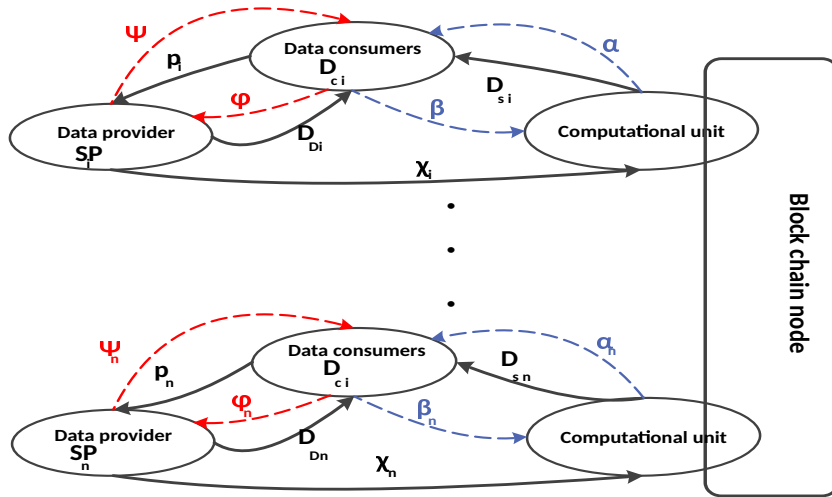 Ψ
α
Data consumers
D c i
p i
D s i
φ
β
Data provider
SP i
D Di
Computational unit
χ i
Block chain node
.
.
.
Ψ n
α n
Data consumers
D c i
p n
D s n
φ n
β n
Data provider
SP n
D Dn
Computational unit
χ n